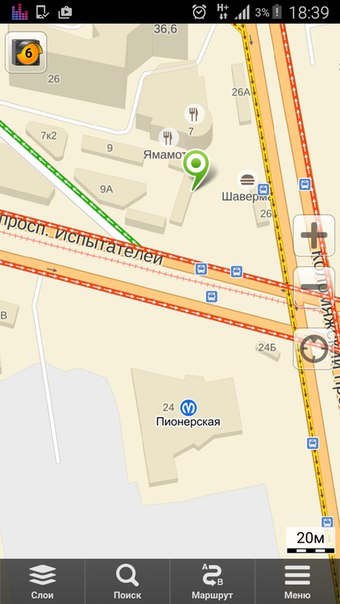 H+
3%
18:39
36,6
6
26
26А
7
7к2
9
Ямамот
9А
Шаверма
26
просп. Испытателей
24Б
24
Пионерская
20м
А
В
Слои
Поиск
Маршрут
Меню